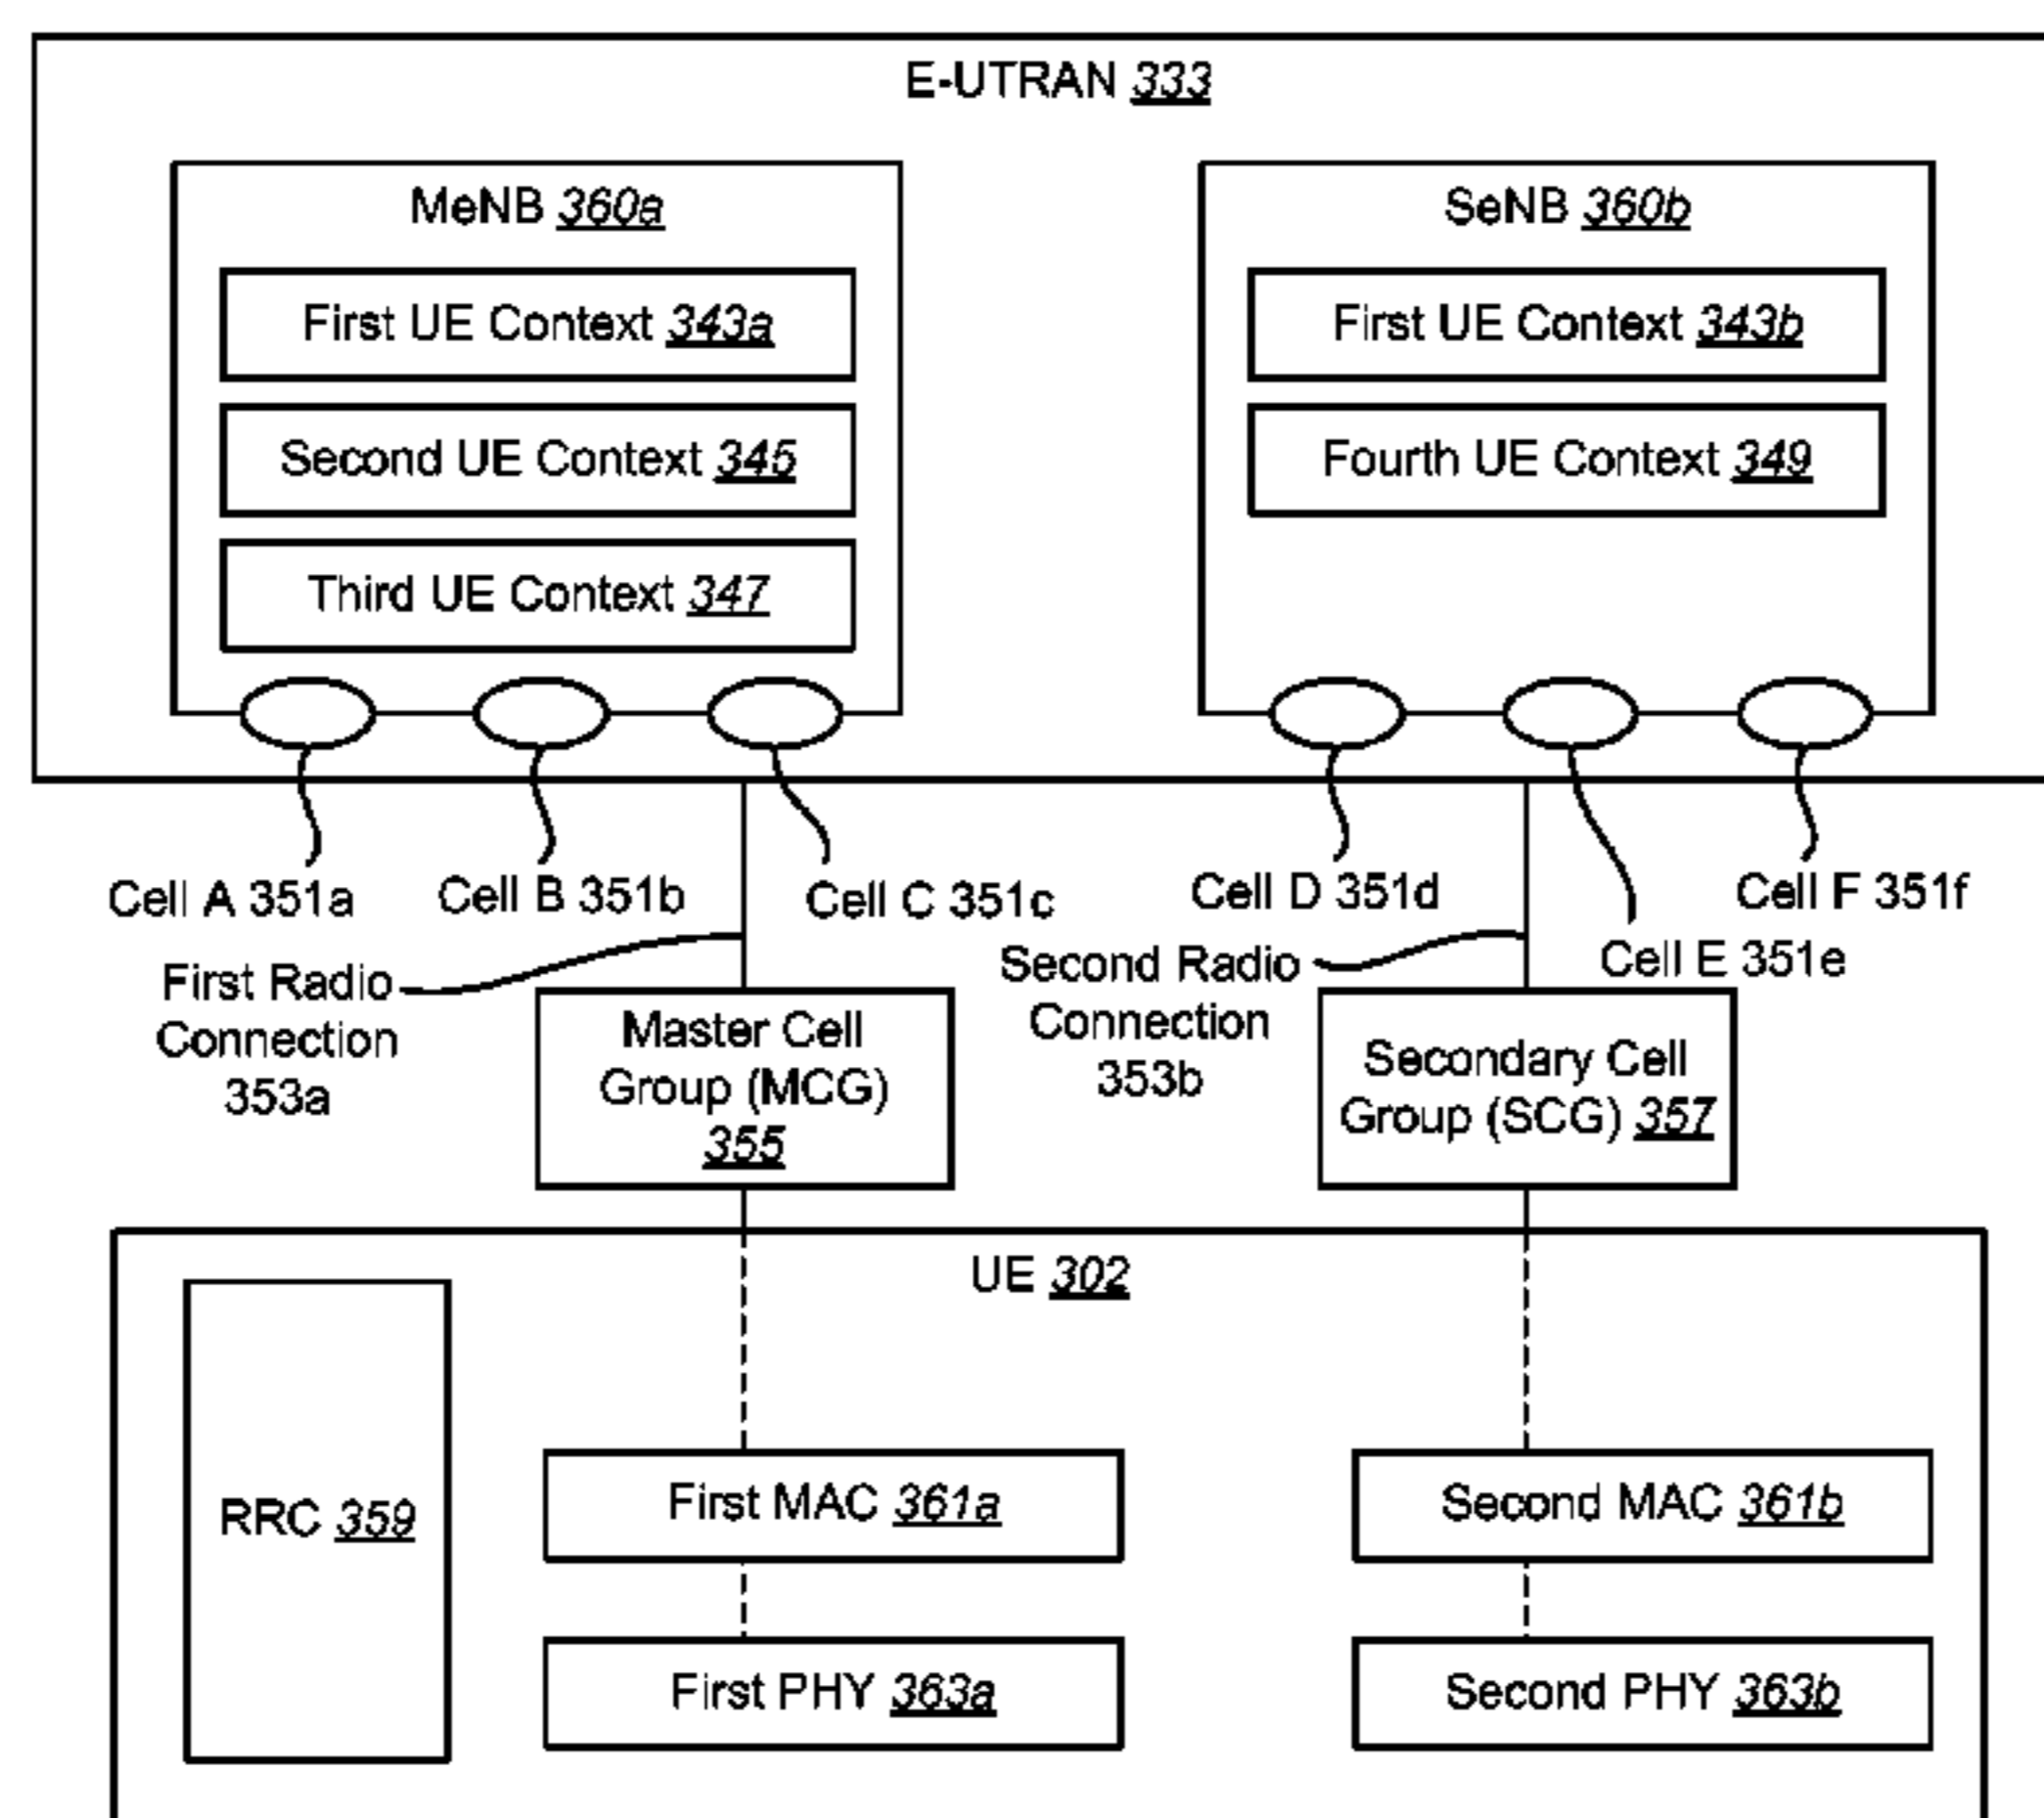 E-UTRAN 333
MeNB 360a
First UE Context 343a
Second UE Context 345
Third UE Context 347
SeNB 360b
First UE Context 343b
Fourth UE Context 349
Cell A 351a
Cell B 351b
Cell C 351c
Cell D 351d
Cell E 351e
Cell F 351f
First Radio
Connection
353a
Master Cell
Group (MCG)
355
Second Radio
Connection
353b
Secondary Cell
Group (SCG) 357
UE 302
RRC 359
First MAC 361a
Second MAC 361b
First PHY 363a
Second PHY 363b